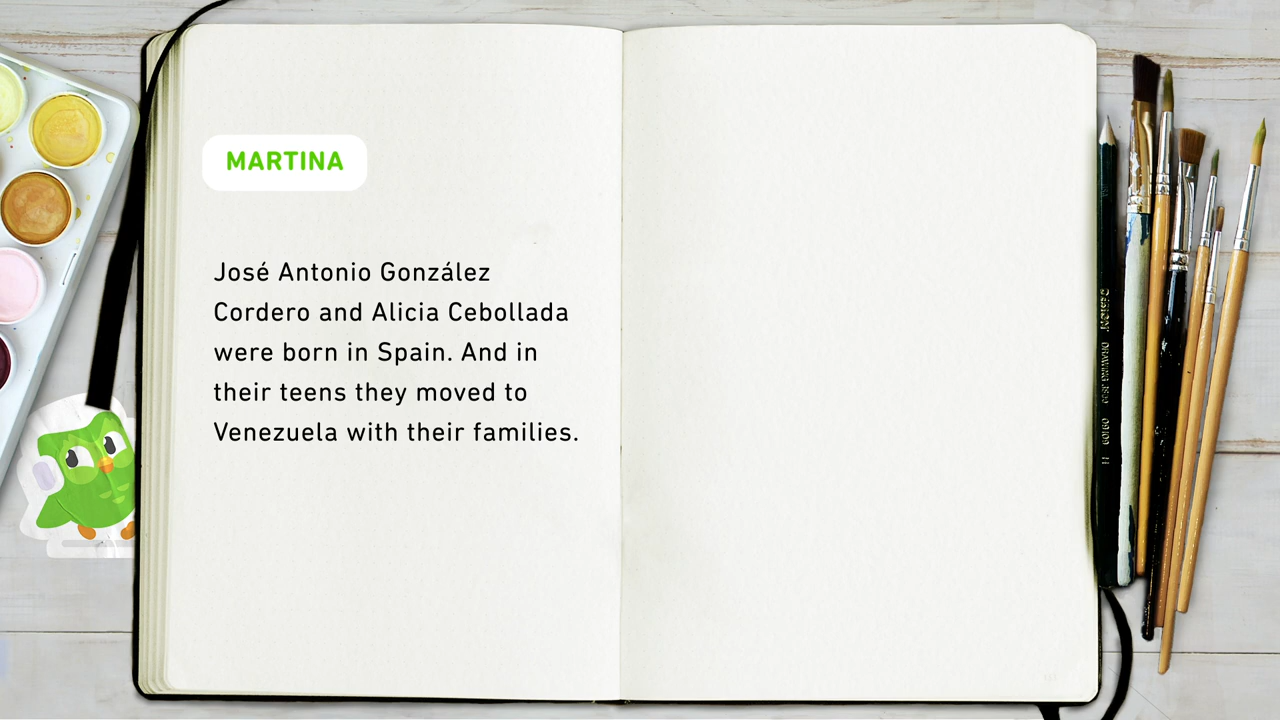 MARTINA
José Antonio González
Cordero and Alicia Cebollada
were born in Spain. And in
their teens they moved to
Venezuela with their families.